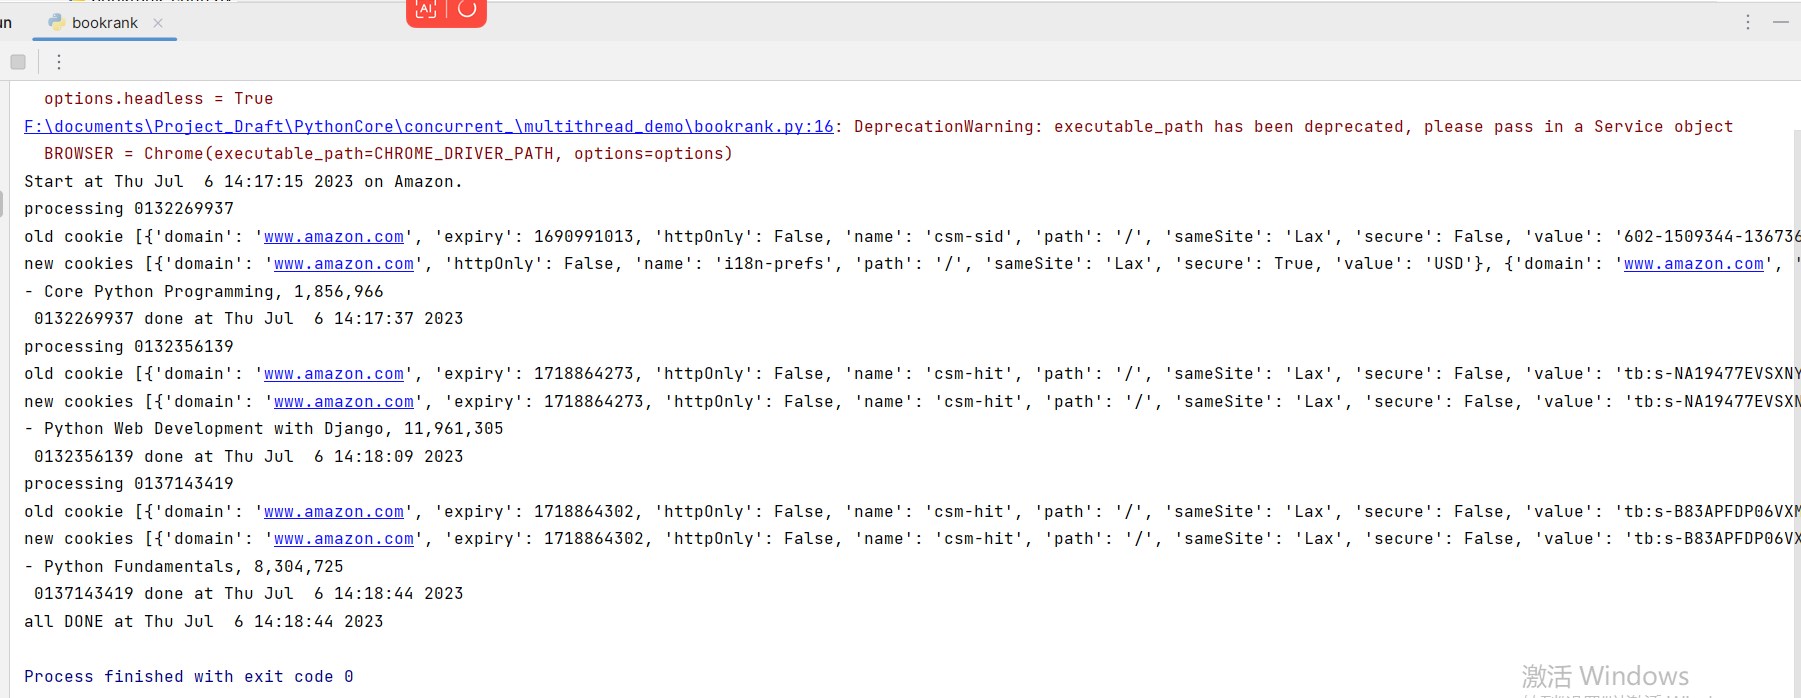 un bookrank
AI
options.headless = True
F:\documents\Project_Draft\PythonCore\concurrent_\multithread_demo\bookrank.py:16: DeprecationWarning: executable_path has been deprecated, please pass in a Service object
BROWSER = Chrome(executable_path=CHROME_DRIVER_PATH, options=options)
Start at Thu Jul  6 14:17:15 2023 on Amazon.
processing 0132269937
old cookie [{'domain': 'www.amazon.com', 'expiry': 1690991013, 'httpOnly': False, 'name': 'csm-sid', 'path': '/', 'sameSite': 'Lax', 'secure': False, 'value': '602-1509344-136736
new cookies [{'domain': 'www.amazon.com', 'httpOnly': False, 'name': 'i18n-prefs', 'path': '/', 'sameSite': 'Lax', 'secure': True, 'value': 'USD'}, {'domain': 'www.amazon.com', '
- Core Python Programming, 1,856,966
0132269937 done at Thu Jul  6 14:17:37 2023
processing 0132356139
old cookie [{'domain': 'www.amazon.com', 'expiry': 1718864273, 'httpOnly': False, 'name': 'csm-hit', 'path': '/', 'sameSite': 'Lax', 'secure': False, 'value': 'tb:s-NA19477EVSXNY
new cookies [{'domain': 'www.amazon.com', 'expiry': 1718864273, 'httpOnly': False, 'name': 'csm-hit', 'path': '/', 'sameSite': 'Lax', 'secure': False, 'value': 'tb:s-NA19477EVSXN
- Python Web Development with Django, 11,961,305
0132356139 done at Thu Jul  6 14:18:09 2023
processing 0137143419
old cookie [{'domain': 'www.amazon.com', 'expiry': 1718864302, 'httpOnly': False, 'name': 'csm-hit', 'path': '/', 'sameSite': 'Lax', 'secure': False, 'value': 'tb:s-B83APFDP06VXM
new cookies [{'domain': 'www.amazon.com', 'expiry': 1718864302, 'httpOnly': False, 'name': 'csm-hit', 'path': '/', 'sameSite': 'Lax', 'secure': False, 'value': 'tb:s-B83APFDP06VX
- Python Fundamentals, 8,304,725
0137143419 done at Thu Jul  6 14:18:44 2023
all DONE at Thu Jul  6 14:18:44 2023
Process finished with exit code 0
激活 Windows